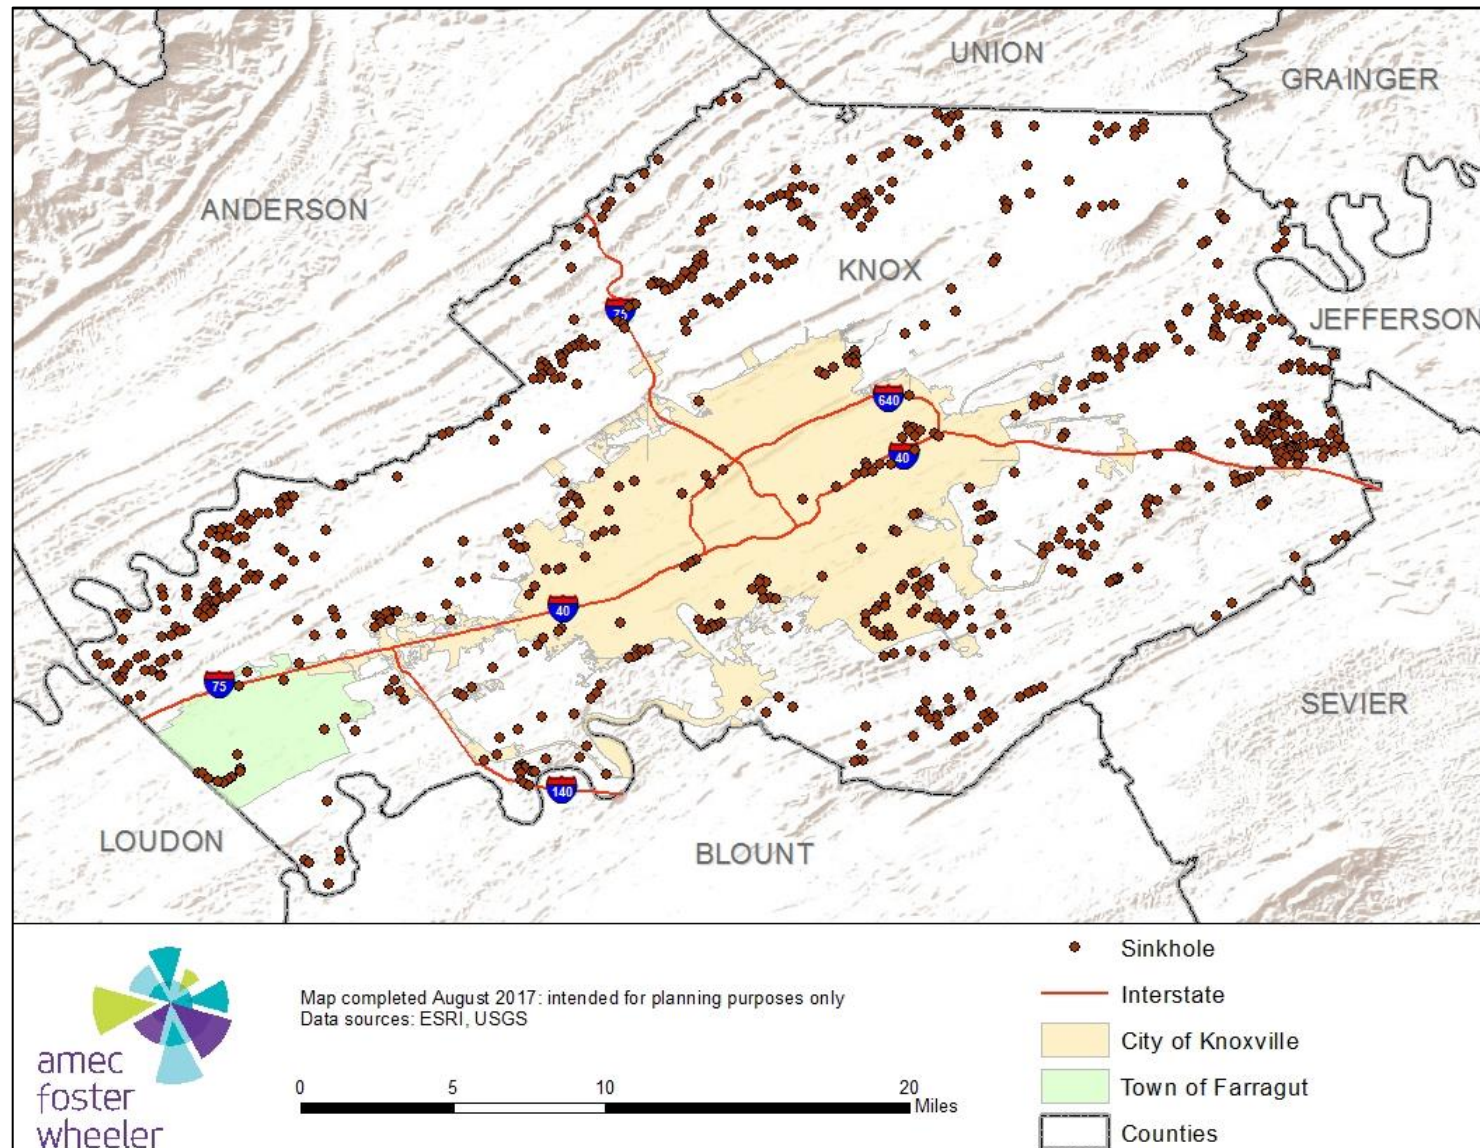 UNION
GRAINGER
ANDERSON
KNOX
75
JEFFERSON
640
40
40
75
SEVIER
140
LOUDON
BLOUNT
amec
foster
wheeler
Map completed August 2017: intended for planning purposes only
Data sources: ESRI, USGS
0 5 10 20
Miles
Sinkhole
Interstate
City of Knoxville
Town of Farragut
Counties